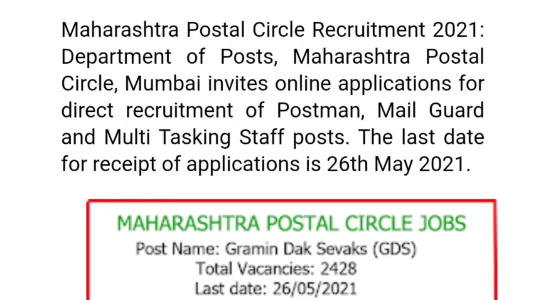 Maharashtra Postal Circle Recruitment 2021:
Department of Posts, Maharashtra Postal
Circle, Mumbai invites online applications for
direct recruitment of Postman, Mail Guard
and Multi Tasking Staff posts. The last date
for receipt of applications is 26th May 2021.
MAHARASHTRA POSTAL CIRCLE JOBS
Post Name: Gramin Dak Sevaks (GDS)
Total Vacancies: 2428
Last date: 26/05/2021